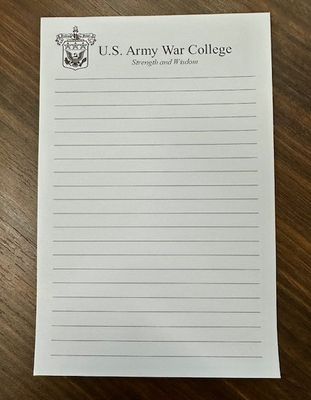 U.S. Army War College
Strength and Wisdom